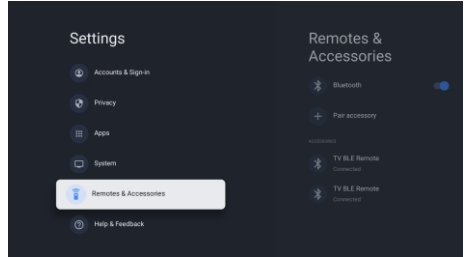 Settings
Accounts & Sign-in
Privacy
Apps
System
Remotes & Accessories
Help & Feedback
Remotes &
Accessories
Bluetooth
Pair accessory
ACCESSORIES
TV BLE Remote
Connected
TV BLE Remote
Connected